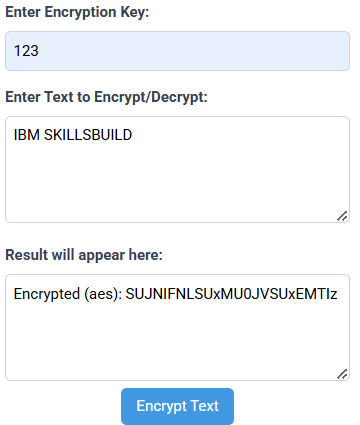 Enter Encryption Key:
123
Enter Text to Encrypt/Decrypt:
IBM SKILLSBUILD
Result will appear here:
Encrypted (aes): SUJNIFNLSUxMU0JVSUxEMTIz
Encrypt Text